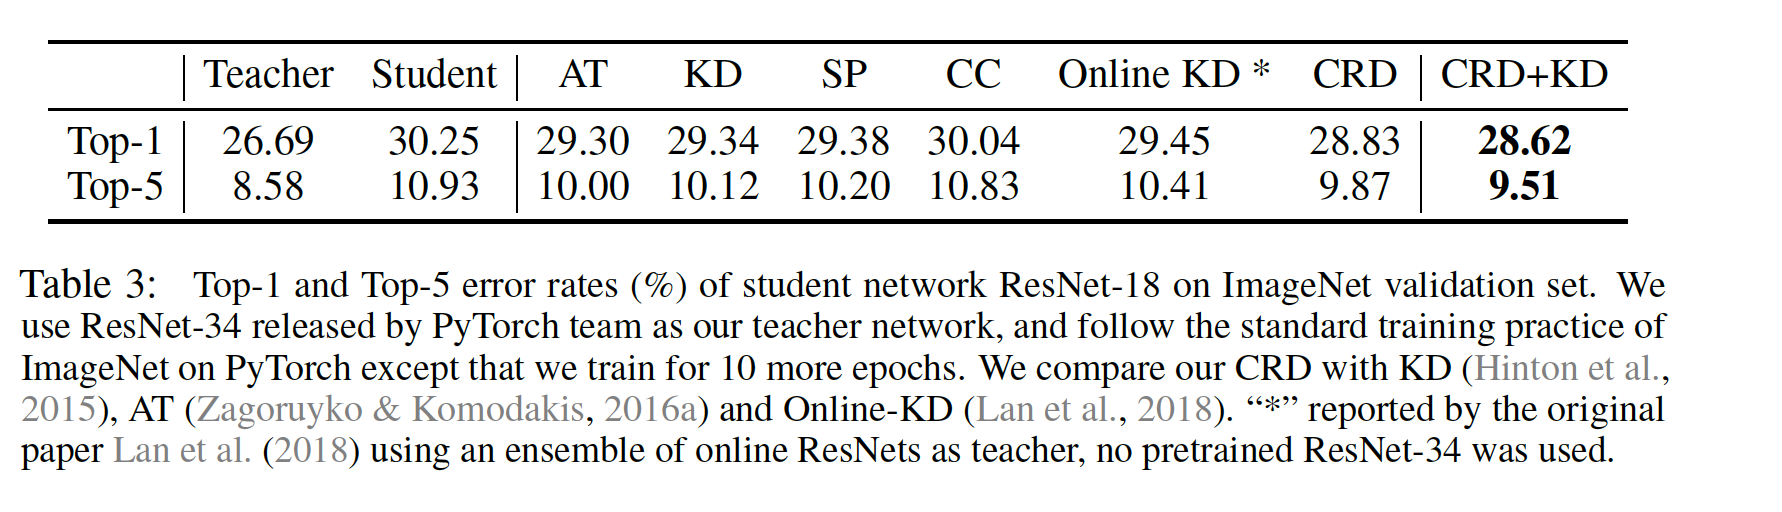 Teacher Student AT KD SP CC Online KD * CRD CRD+KD
Top-1 26.69 30.25 29.30 29.34 29.38 30.04 29.45 28.83 28.62
Top-5 8.58 10.93 10.00 10.12 10.20 10.83 10.41 9.87 9.51
Table 3: Top-1 and Top-5 error rates (%) of student network ResNet-18 on ImageNet validation set. We
use ResNet-34 released by PyTorch team as our teacher network, and follow the standard training practice of
ImageNet on PyTorch except that we train for 10 more epochs. We compare our CRD with KD (Hinton et al.,
2015), AT (Zagoruyko & Komodakis, 2016a) and Online-KD (Lan et al., 2018). “*” reported by the original
paper Lan et al. (2018) using an ensemble of online ResNets as teacher, no pretrained ResNet-34 was used.